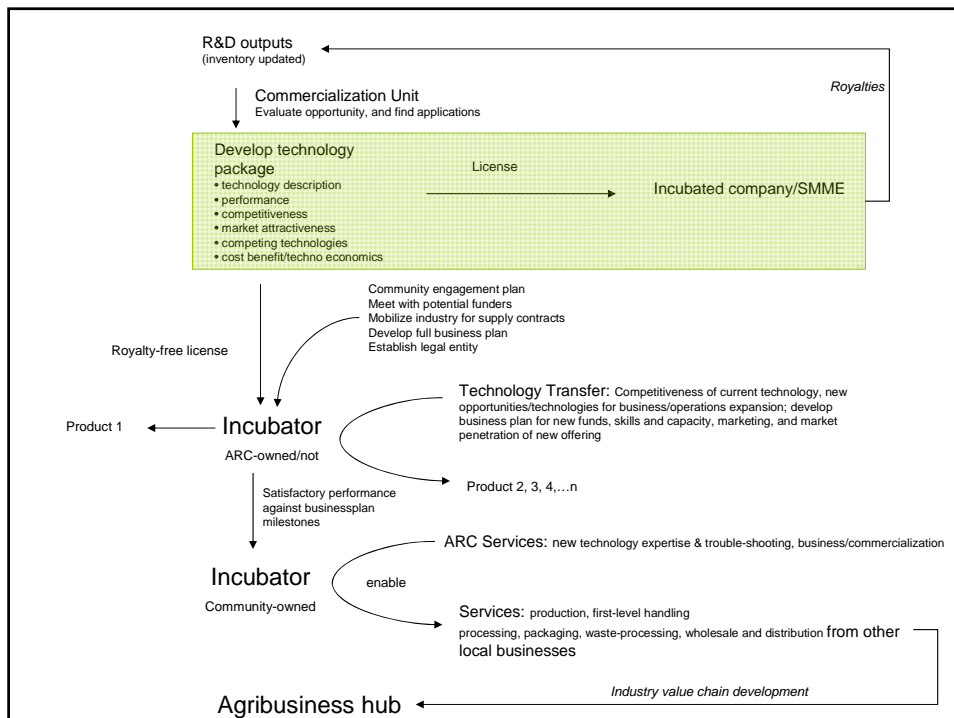 R&D outputs
(inventory updated)
Royalties
Commercialization Unit
Evaluate opportunity, and find applications
Develop technology
package
• technology description
• performance
• competitiveness
• market attractiveness
• competing technologies
• cost benefit/techno economics
License
Incubated company/SMME
Community engagement plan
Meet with potential funders
Mobilize industry for supply contracts
Develop full business plan
Establish legal entity
Royalty-free license
Technology Transfer: Competitiveness of current technology, new
opportunities/technologies for business/operations expansion; develop
business plan for new funds, skills and capacity, marketing, and market
penetration of new offering
Product 1
Incubator
ARC-owned/not
Product 2, 3, 4,…n
Satisfactory performance
against businessplan
milestones
ARC Services: new technology expertise & trouble-shooting, business/commercialization
Incubator
Community-owned
enable
Services: production, first-level handling
processing, packaging, waste-processing, wholesale and distribution from other
local businesses
Industry value chain development
Agribusiness hub